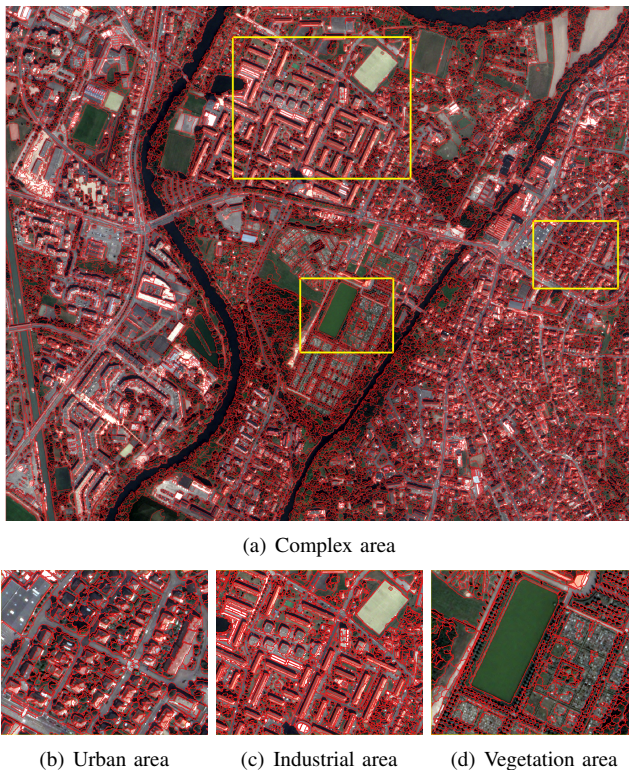 (a) Complex area
(b) Urban area
(c) Industrial area
(d) Vegetation area